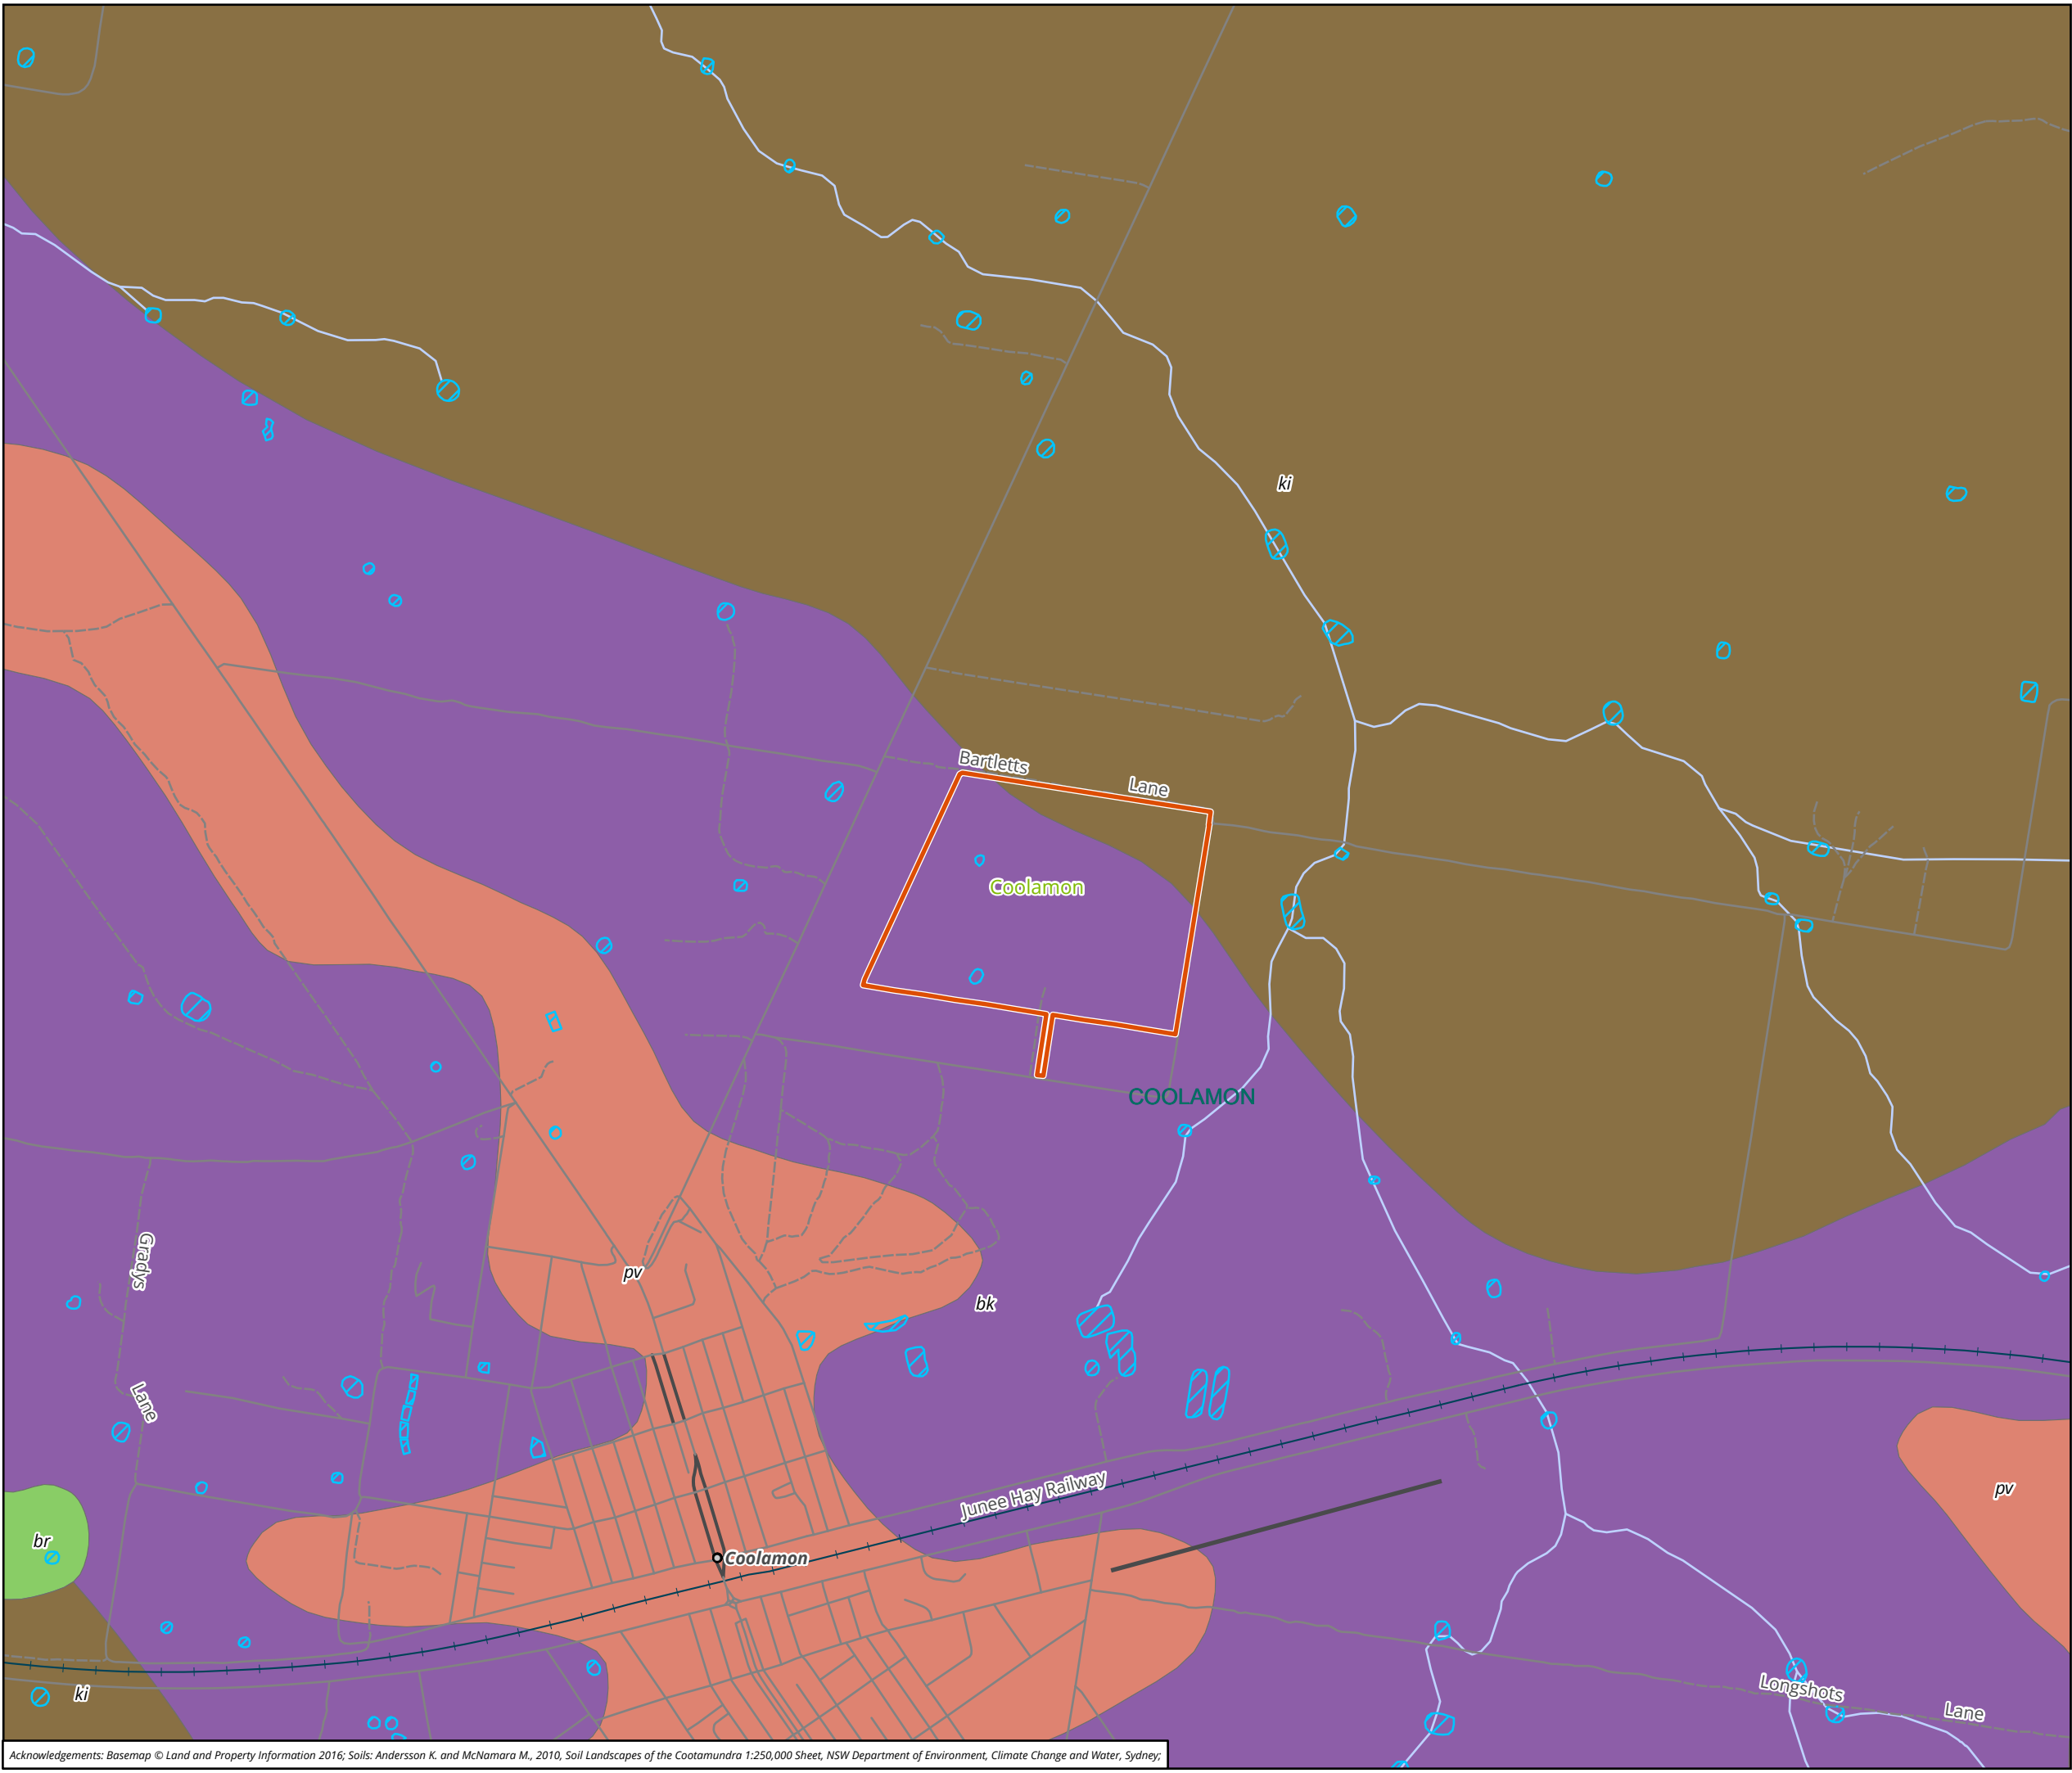 ki
Bartletts
Lane
Coolamon
COOLAMON
Gradys
pv
bk
Lane
Junee Hay Railway
pv
br
Coolamon
ki
Longshots
Lane
Acknowledgements: Basemap © Land and Property Information 2016; Soils: Andersson K. and McNamara M., 2010, Soil Landscapes of the Cootamundra 1:250,000 Sheet, NSW Department of Environment, Climate Change and Water, Sydney;